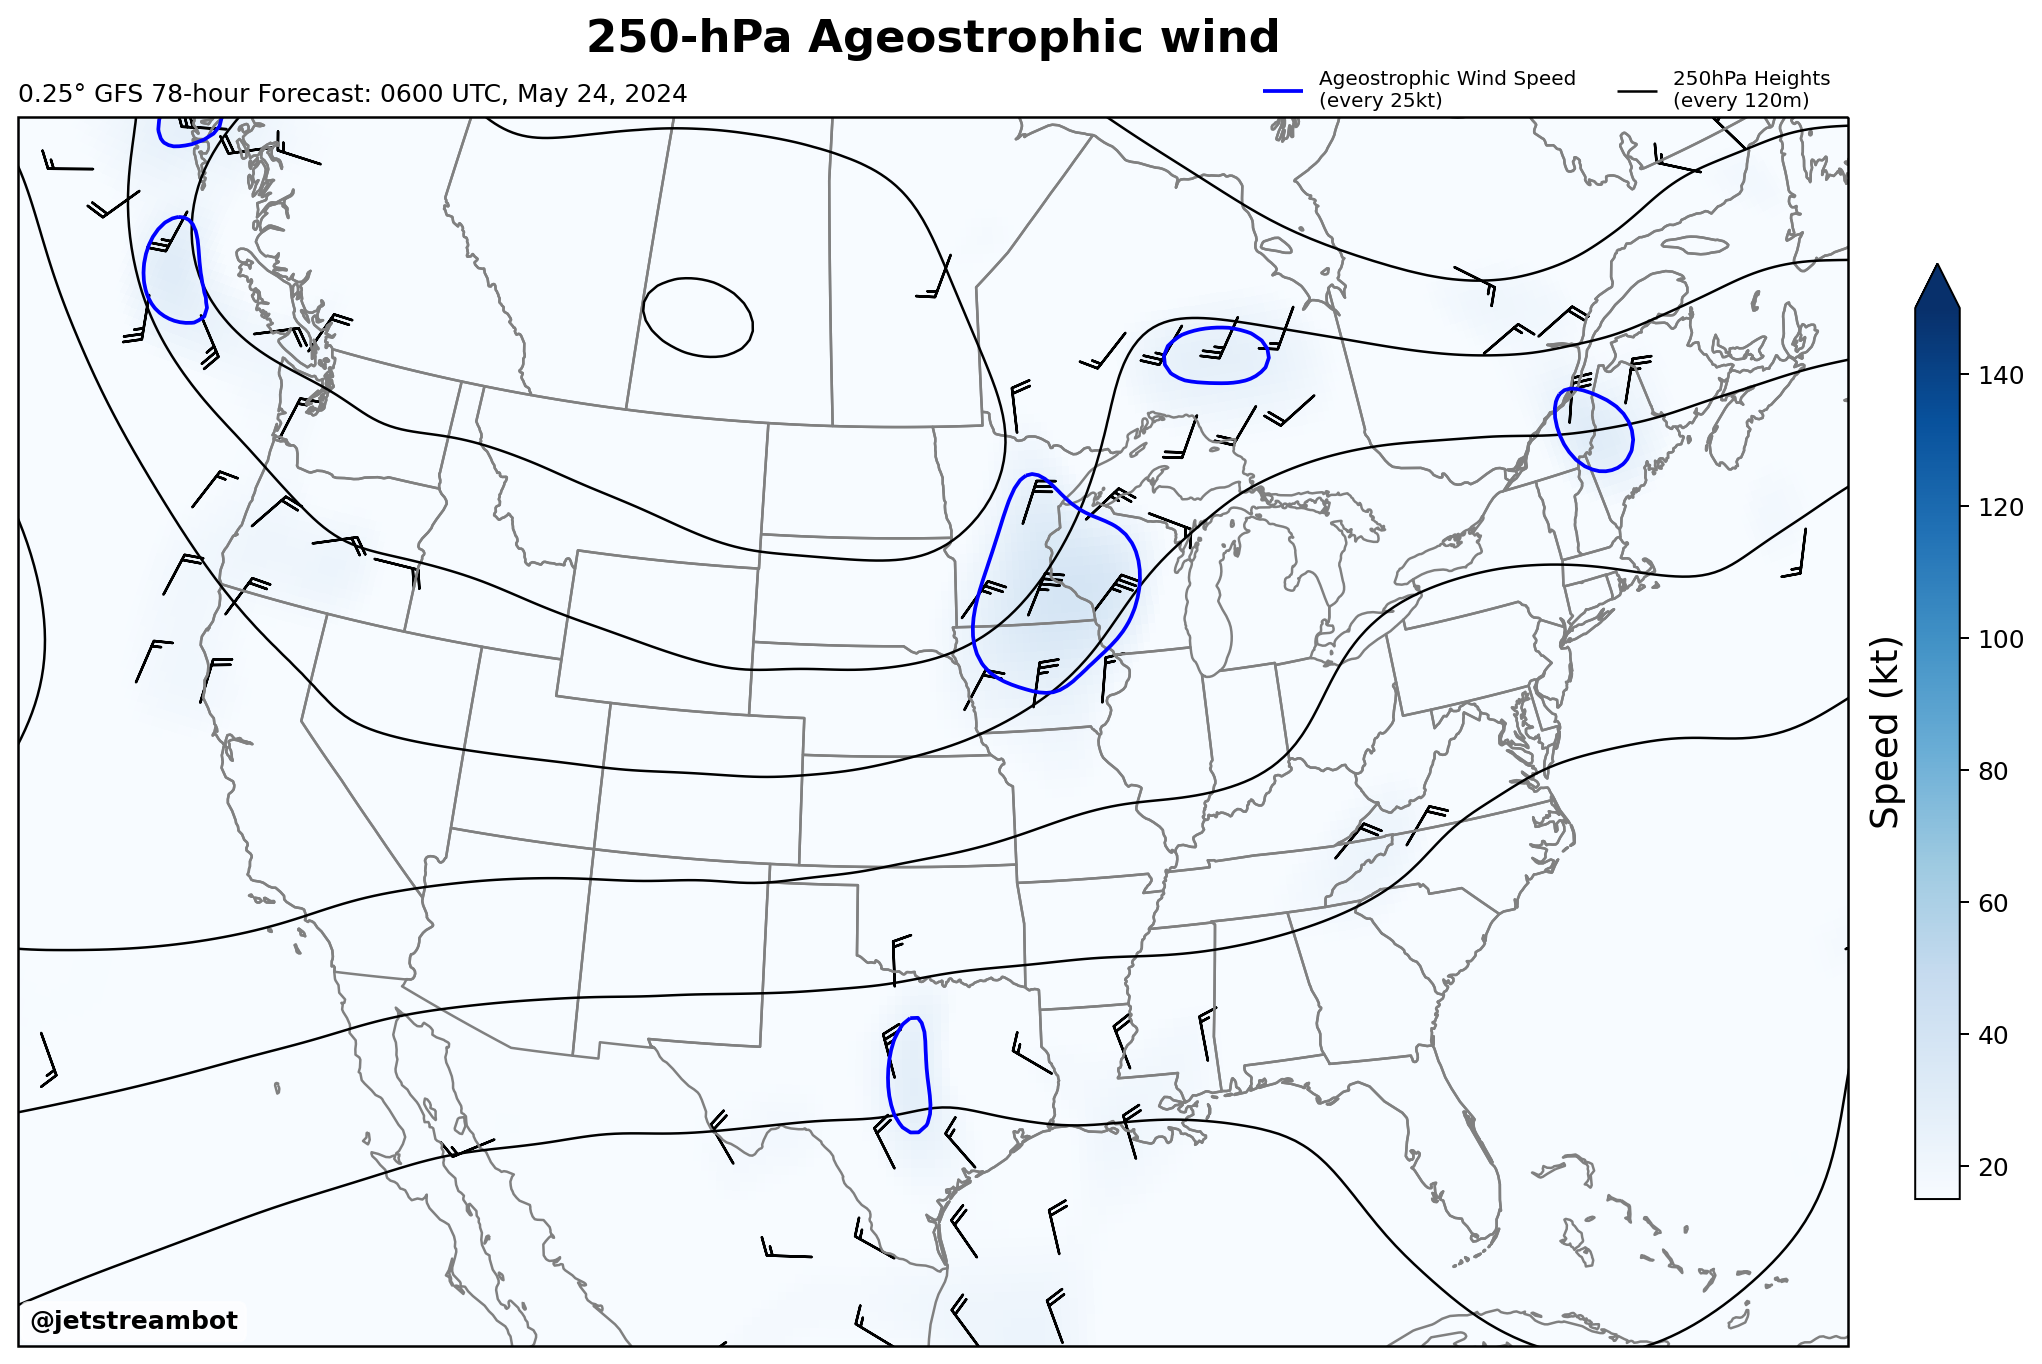 250-hPa Ageostrophic wind
0.25° GFS 78-hour Forecast: 0600 UTC, May 24, 2024
Ageostrophic Wind Speed
(every 25kt)
250hPa Heights
(every 120m)
140
120
100
80
60
40
20
Speed (kt)
@jetstreambot